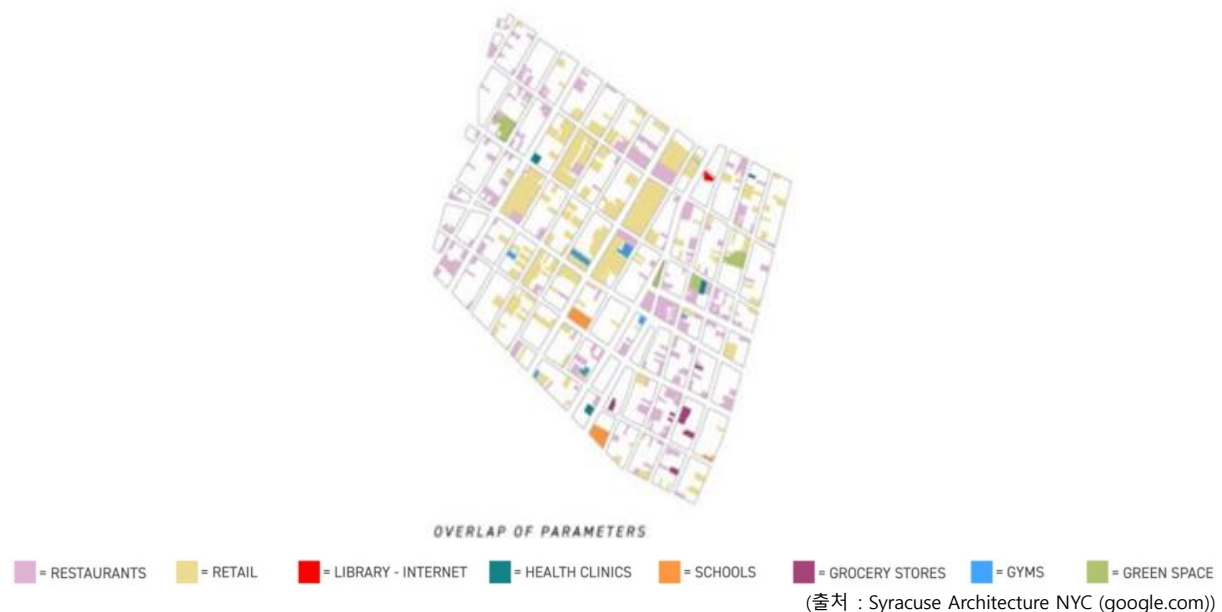 OVERLAP OF PARAMETERS
= RESTAURANTS = RETAIL = LIBRARY - INTERNET = HEALTH CLINICS = SCHOOLS = GROCERY STORES = GYMS = GREEN SPACE
(출처 : Syracuse Architecture NYC (google.com))